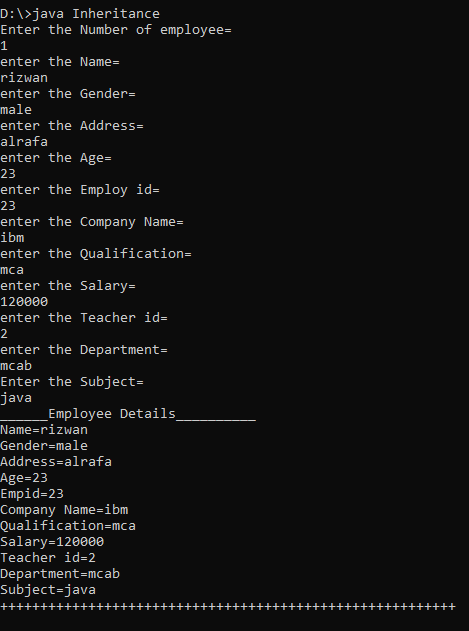 D:\>java Inheritance
Enter the Number of employee=
1
enter the Name=
rizwan
enter the Gender=
male
enter the Address=
alrafa
enter the Age=
23
enter the Employ id=
23
enter the Company Name=
ibm
enter the Qualification=
mca
enter the Salary=
120000
enter the Teacher id=
2
enter the Department=
mcab
Enter the Subject=
java
______Employee Details__________
Name=rizwan
Gender=male
Address=alrafa
Age=23
Empid=23
Company Name=ibm
Qualification=mca
Salary=120000
Teacher id=2
Department=mcab
Subject=java
+++++++++++++++++++++++++++++++++++++++++++++++++++++++++